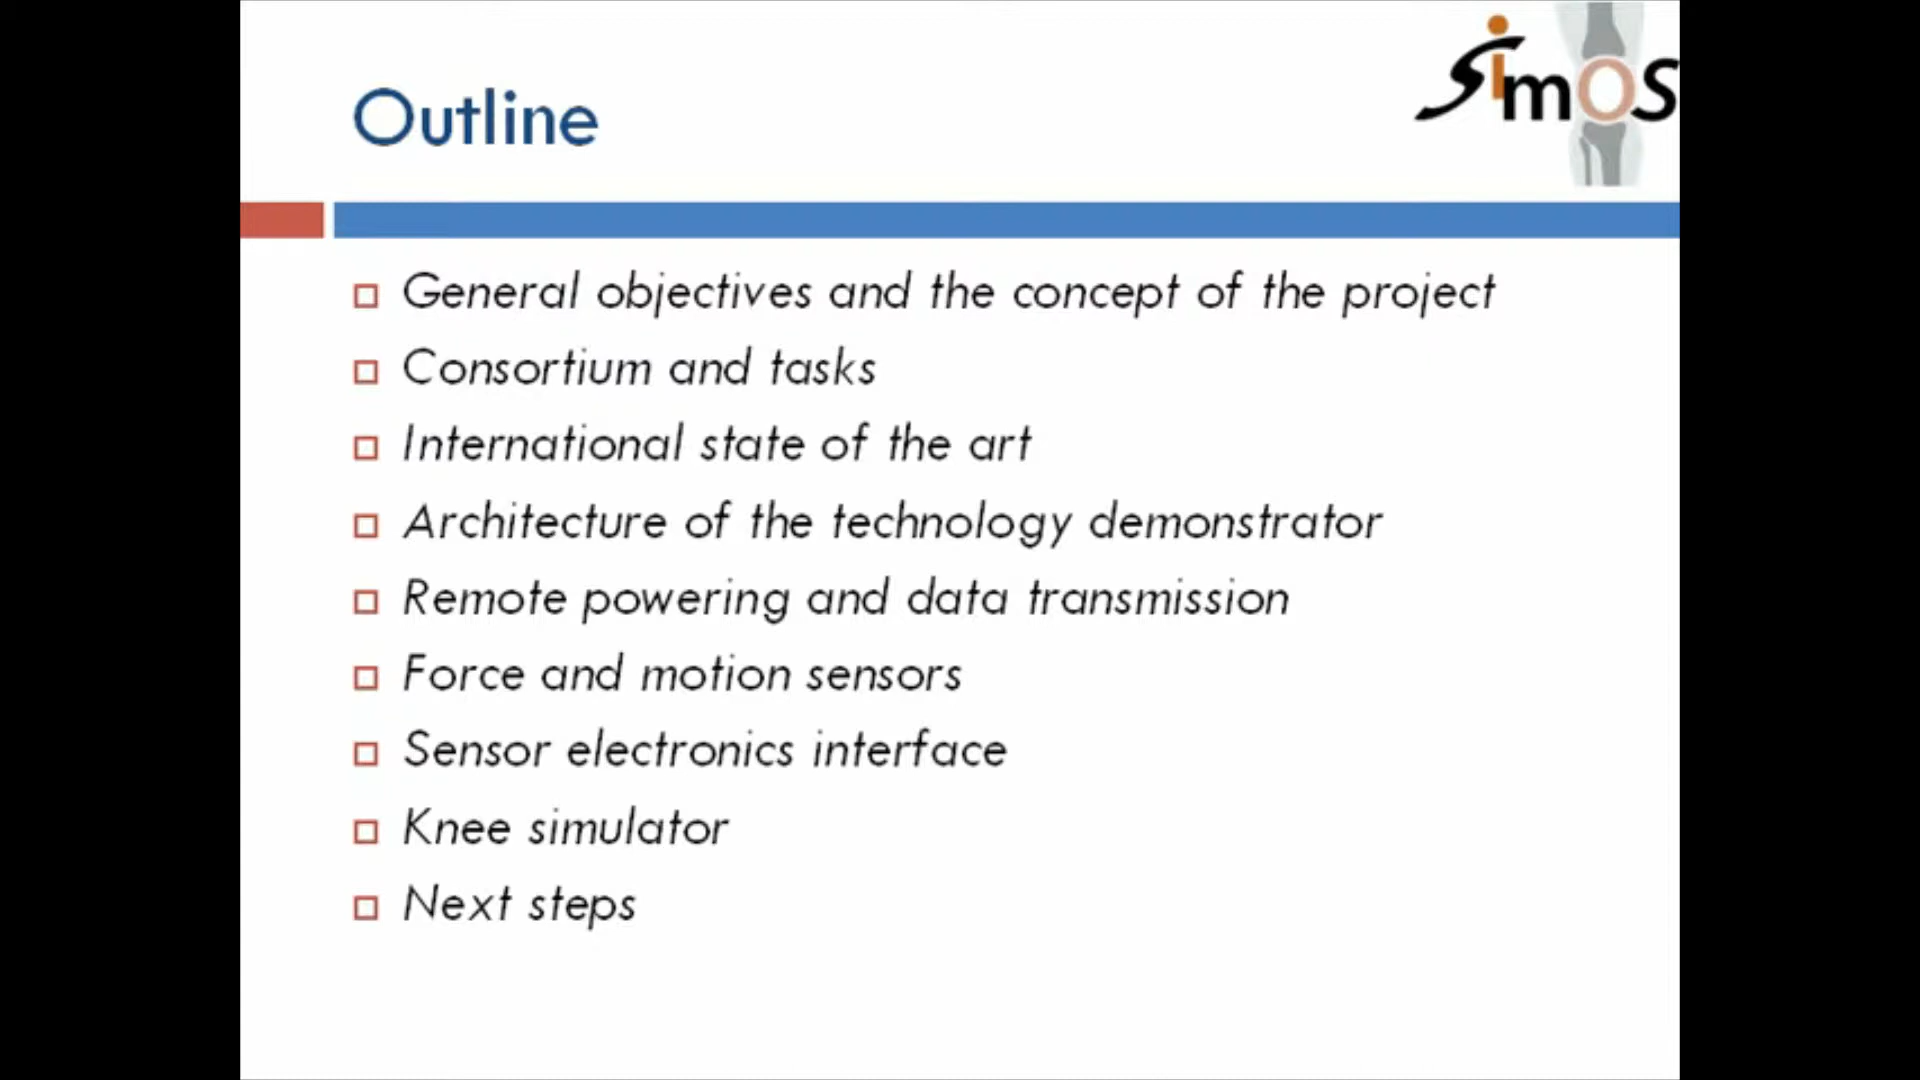 SimOS
Outline
General objectives and the concept of the project
Consortium and tasks
International state of the art
Architecture of the technology demonstrator
Remote powering and data transmission
Force and motion sensors
Sensor electronics interface
Knee simulator
Next steps